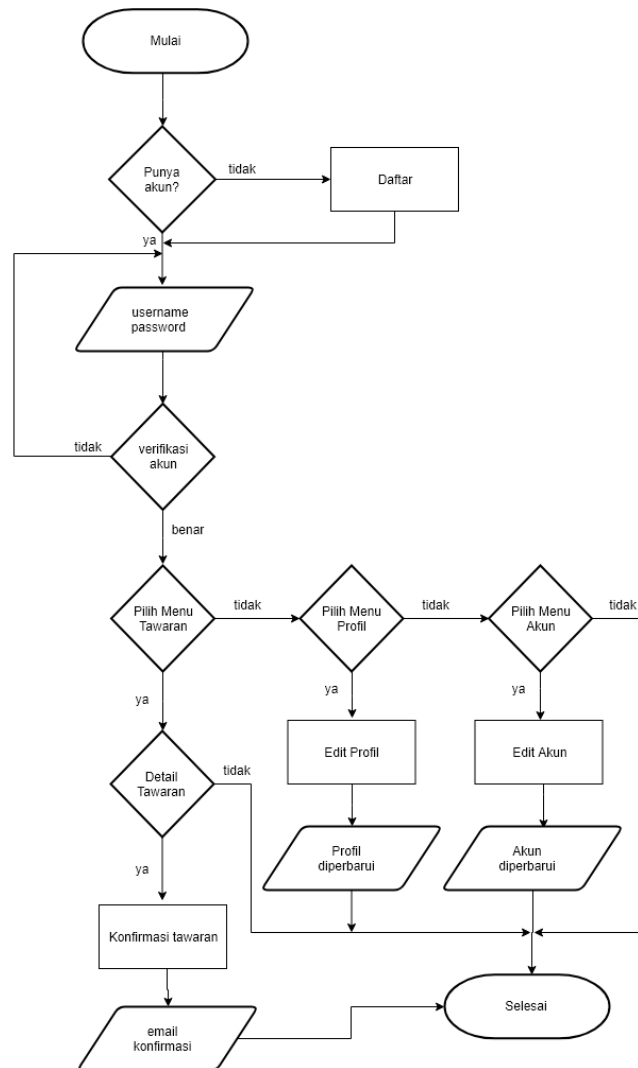 Mulai
Punya
akun?
tidak
Daftar
ya
username
password
tidak
verifikasi
akun
benar
Pilih Menu
Tawaran
tidak
Pilih Menu
Profil
tidak
Pilih Menu
Akun
tidak
ya
ya
ya
Detail
Tawaran
tidak
Edit Profil
Edit Akun
ya
Profil
diperbarui
Akun
diperbarui
Konfirmasi tawaran
email
konfirmasi
Selesai